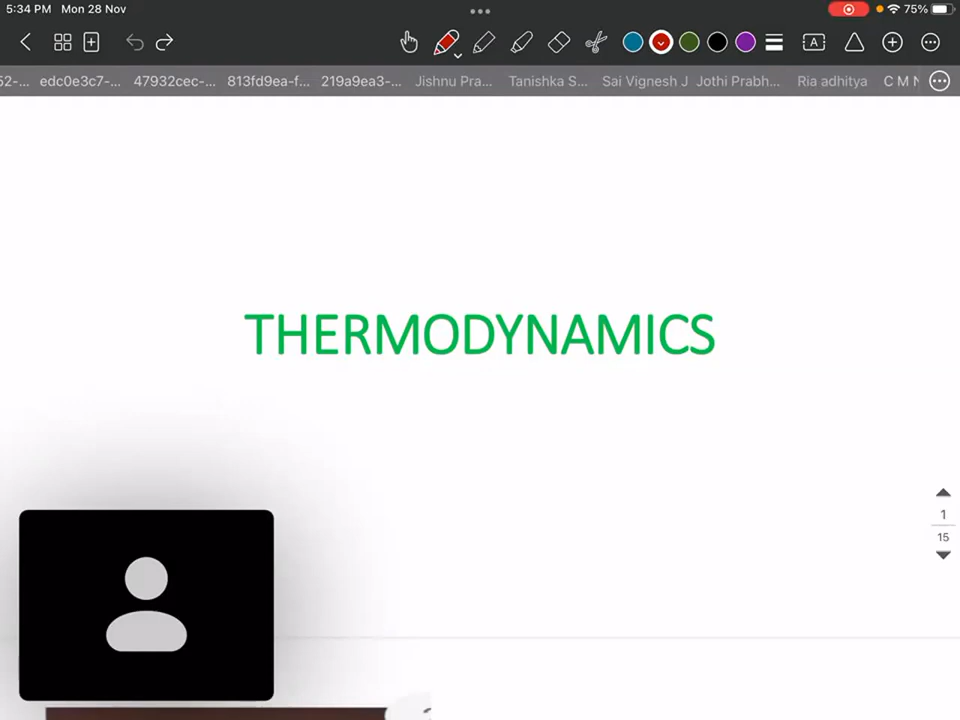 5:34 PM Mon 28 Nov
75%
A
52-... edc0e3c7-... 47932cec-... 813fd9ea-f... 219a9ea3-... Jishnu Pra... Tanishka S... Sai Vignesh J Jothi Prabh... Ria adhitya C M
THERMODYNAMICS
1
15